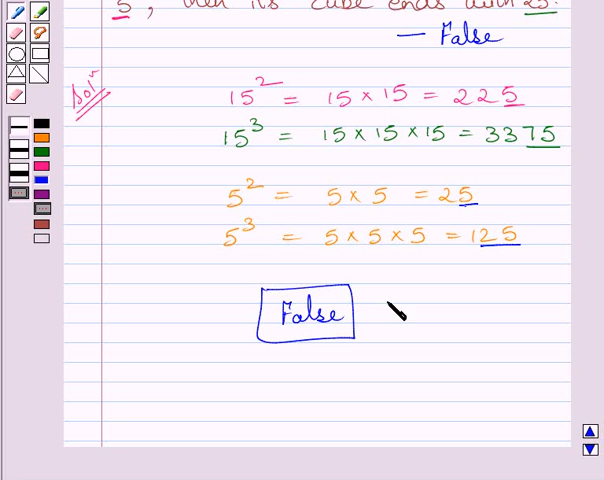 5, then its cube ends with 25.
— False
Solⁿ
15² = 15 × 15 = 225
15³ = 15 × 15 × 15 = 3375
5² = 5 × 5 = 25
5³ = 5 × 5 × 5 = 125
False